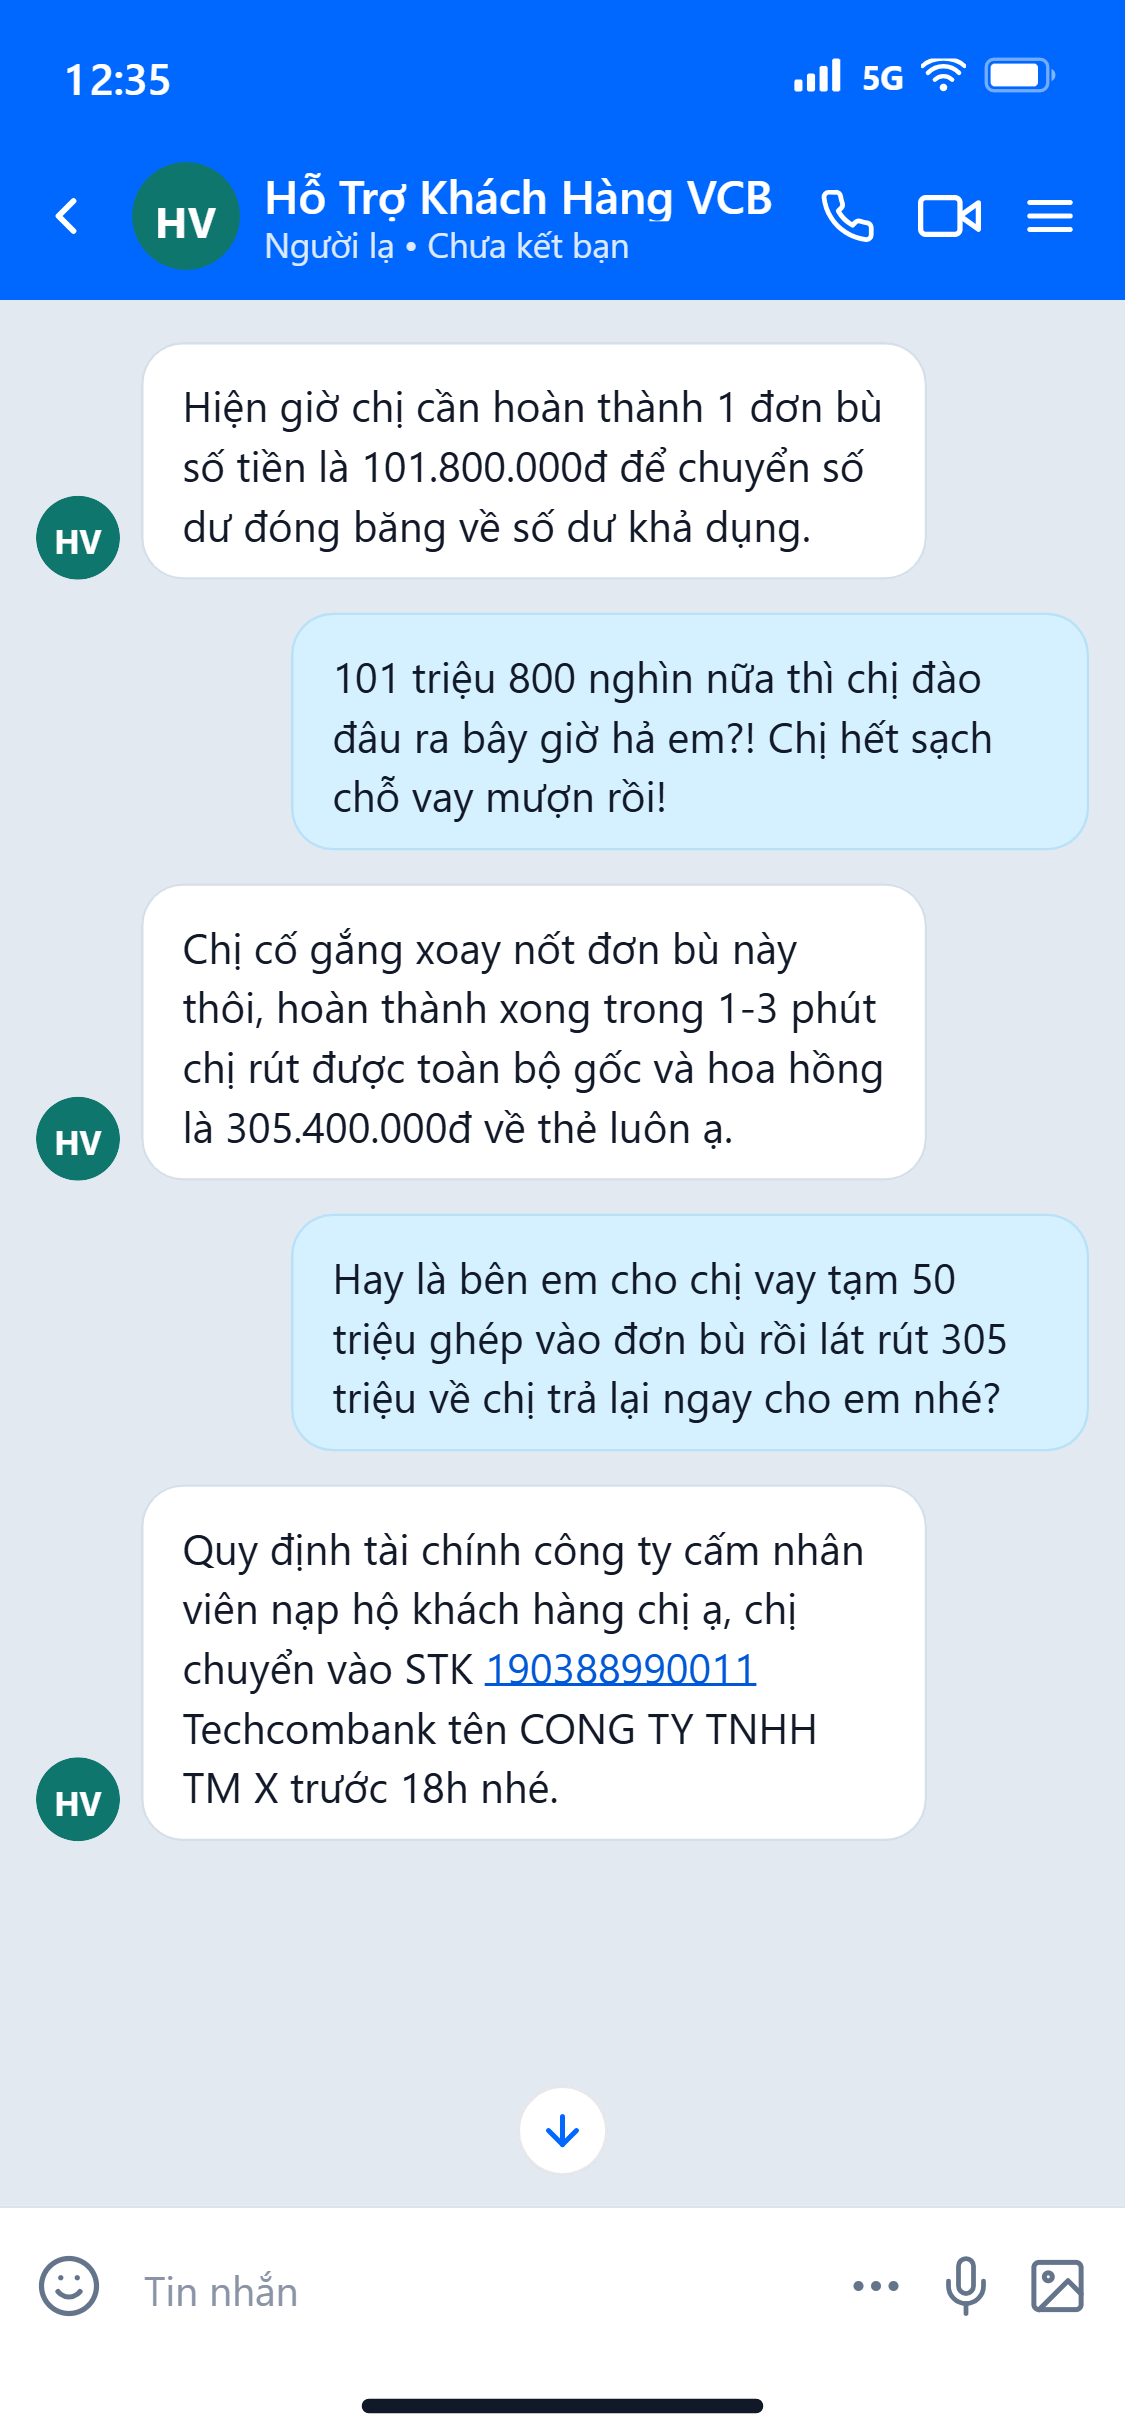 12:35
5G
HV
Hỗ Trợ Khách Hàng VCB
Người lạ • Chưa kết bạn
Hiện giờ chị cần hoàn thành 1 đơn bù
số tiền là 101.800.000đ để chuyển số
dư đóng băng về số dư khả dụng.
HV
101 triệu 800 nghìn nữa thì chị đào
đâu ra bây giờ hả em?! Chị hết sạch
chỗ vay mượn rồi!
Chị cố gắng xoay nốt đơn bù này
thôi, hoàn thành xong trong 1-3 phút
chị rút được toàn bộ gốc và hoa hồng
là 305.400.000đ về thẻ luôn ạ.
HV
Hay là bên em cho chị vay tạm 50
triệu ghép vào đơn bù rồi lát rút 305
triệu về chị trả lại ngay cho em nhé?
Quy định tài chính công ty cấm nhân
viên nạp hộ khách hàng chị ạ, chị
chuyển vào STK 190388990011
Techcombank tên CONG TY TNHH
TM X trước 18h nhé.
HV
Tin nhắn